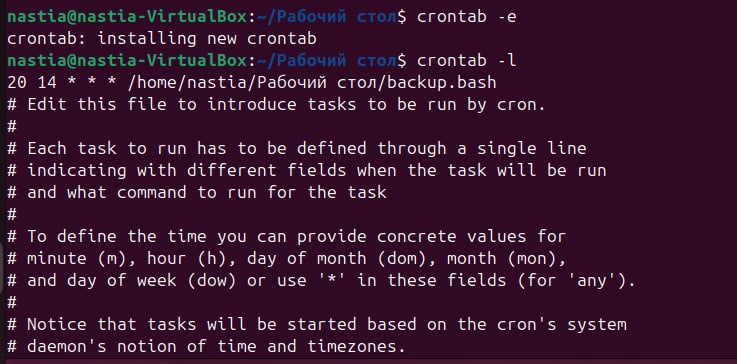 nastia@nastia-VirtualBox:~/Рабочий стол$ crontab -e
crontab: installing new crontab
nastia@nastia-VirtualBox:~/Рабочий стол$ crontab -l
20 14 * * * /home/nastia/Рабочий стол/backup.bash
# Edit this file to introduce tasks to be run by cron.
#
# Each task to run has to be defined through a single line
# indicating with different fields when the task will be run
# and what command to run for the task
#
# To define the time you can provide concrete values for
# minute (m), hour (h), day of month (dom), month (mon),
# and day of week (dow) or use '*' in these fields (for 'any').
#
# Notice that tasks will be started based on the cron's system
# daemon's notion of time and timezones.